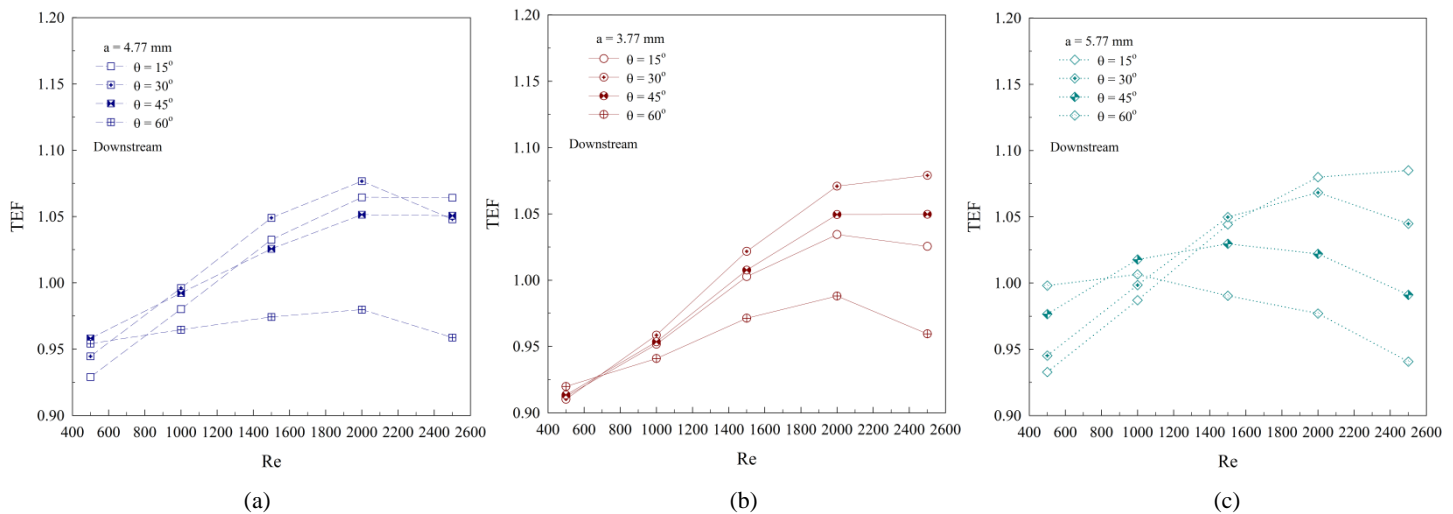 1.20
1.15
1.10
1.05
1.00
0.95
0.90
TEF
a = 4.77 mm
θ = 15°
θ = 30°
θ = 45°
θ = 60°
Downstream
400 600 800 1000 1200 1400 1600 1800 2000 2200 2400 2600
Re
(a)
1.20
1.15
1.10
1.05
1.00
0.95
0.90
TEF
a = 3.77 mm
θ = 15°
θ = 30°
θ = 45°
θ = 60°
Downstream
400 600 800 1000 1200 1400 1600 1800 2000 2200 2400 2600
Re
(b)
1.20
1.15
1.10
1.05
1.00
0.95
0.90
TEF
a = 5.77 mm
θ = 15°
θ = 30°
θ = 45°
θ = 60°
Downstream
400 600 800 1000 1200 1400 1600 1800 2000 2200 2400 2600
Re
(c)